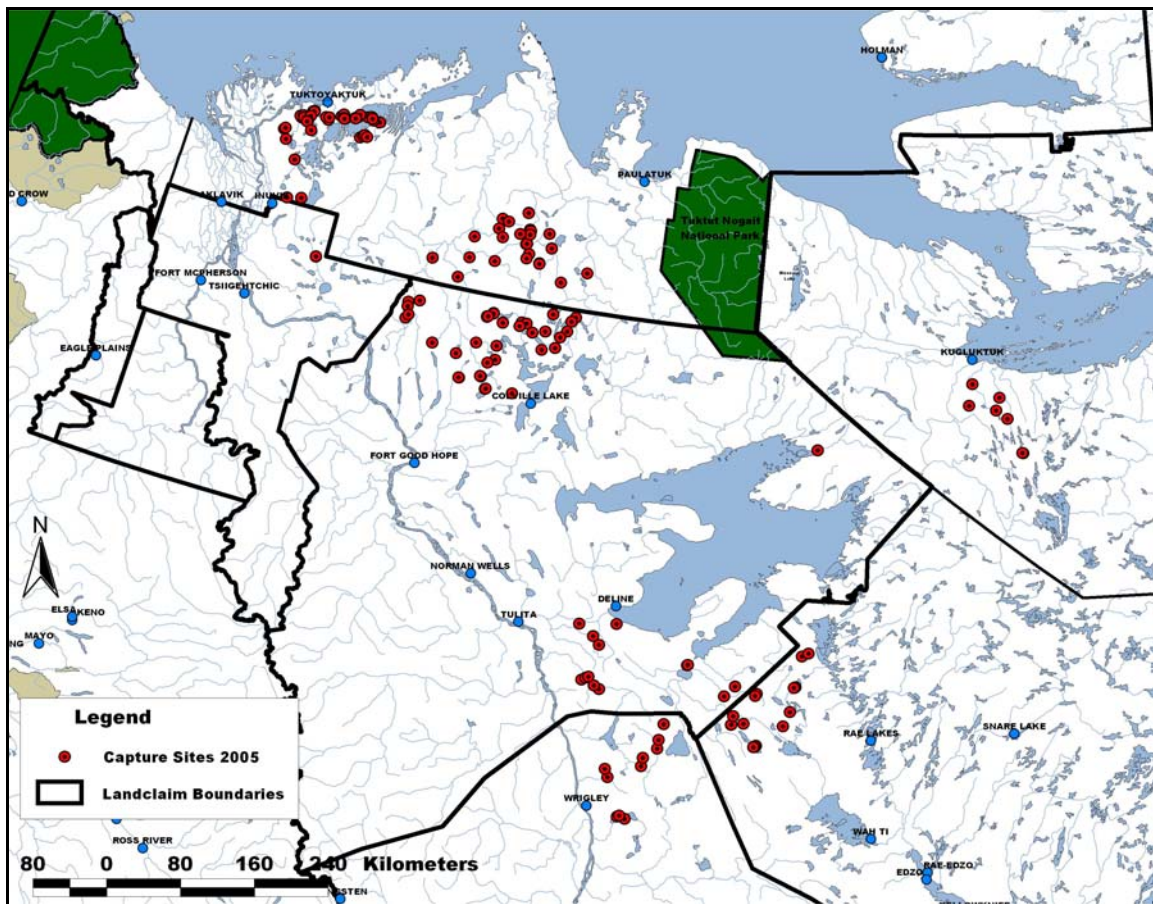 HOLMAN
TUKTOYAKTUK
PAULATUK
D CROW
AKLAVIK
INUVIK
Tuktut Nogait
National Park
FORT MCPHERSON
TSIIGEHTCHIC
EAGLE PLAINS
KUGLUKTUK
COLVILLE LAKE
FORT GOOD HOPE
N
NORMAN WELLS
DELINE
TULITA
ELSA
KENO
MAYO
NG
Legend
Capture Sites 2005
Landclaim Boundaries
SNARE LAKE
RAE LAKES
WRIGLEY
ROSS RIVER
WAH TI
RAE-EDZO
EDZO
80 0 80 160 240 Kilometers
NGSTEN